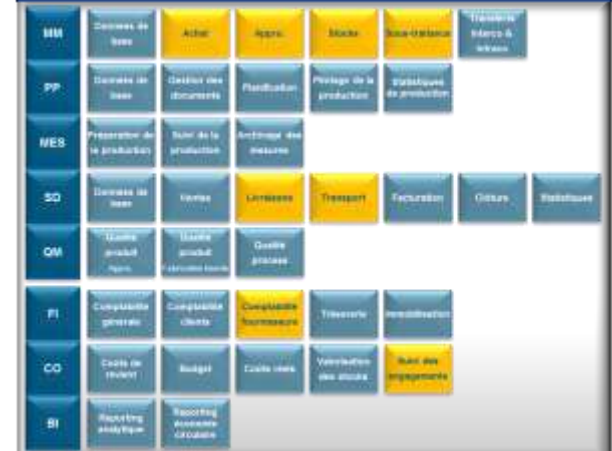 MM
Données de
base
Achat
Appro.
Stocks
Sous-traitance
Transferts
interco &
intraco
PP
Données de
base
Gestion des
documents
Planification
Pilotage de la
production
Statistiques
de production
MES
Préparation de
la production
Suivi de la
production
Archivage des
mesures
SD
Données de
base
Ventes
Livraisons
Transport
Facturation
Clôture
Statistiques
QM
Qualité
produit
Appro.
Qualité
produit
Qualité
process
FI
Comptabilité
générale
Comptabilité
clients
Comptabilité
fournisseurs
Trésorerie
Immobilisation
CO
Coûts de
revient
Budget
Coûts réels
Valorisation
des stocks
Suivi des
engagements
BI
Reporting
analytique
Reporting
économie
circulaire